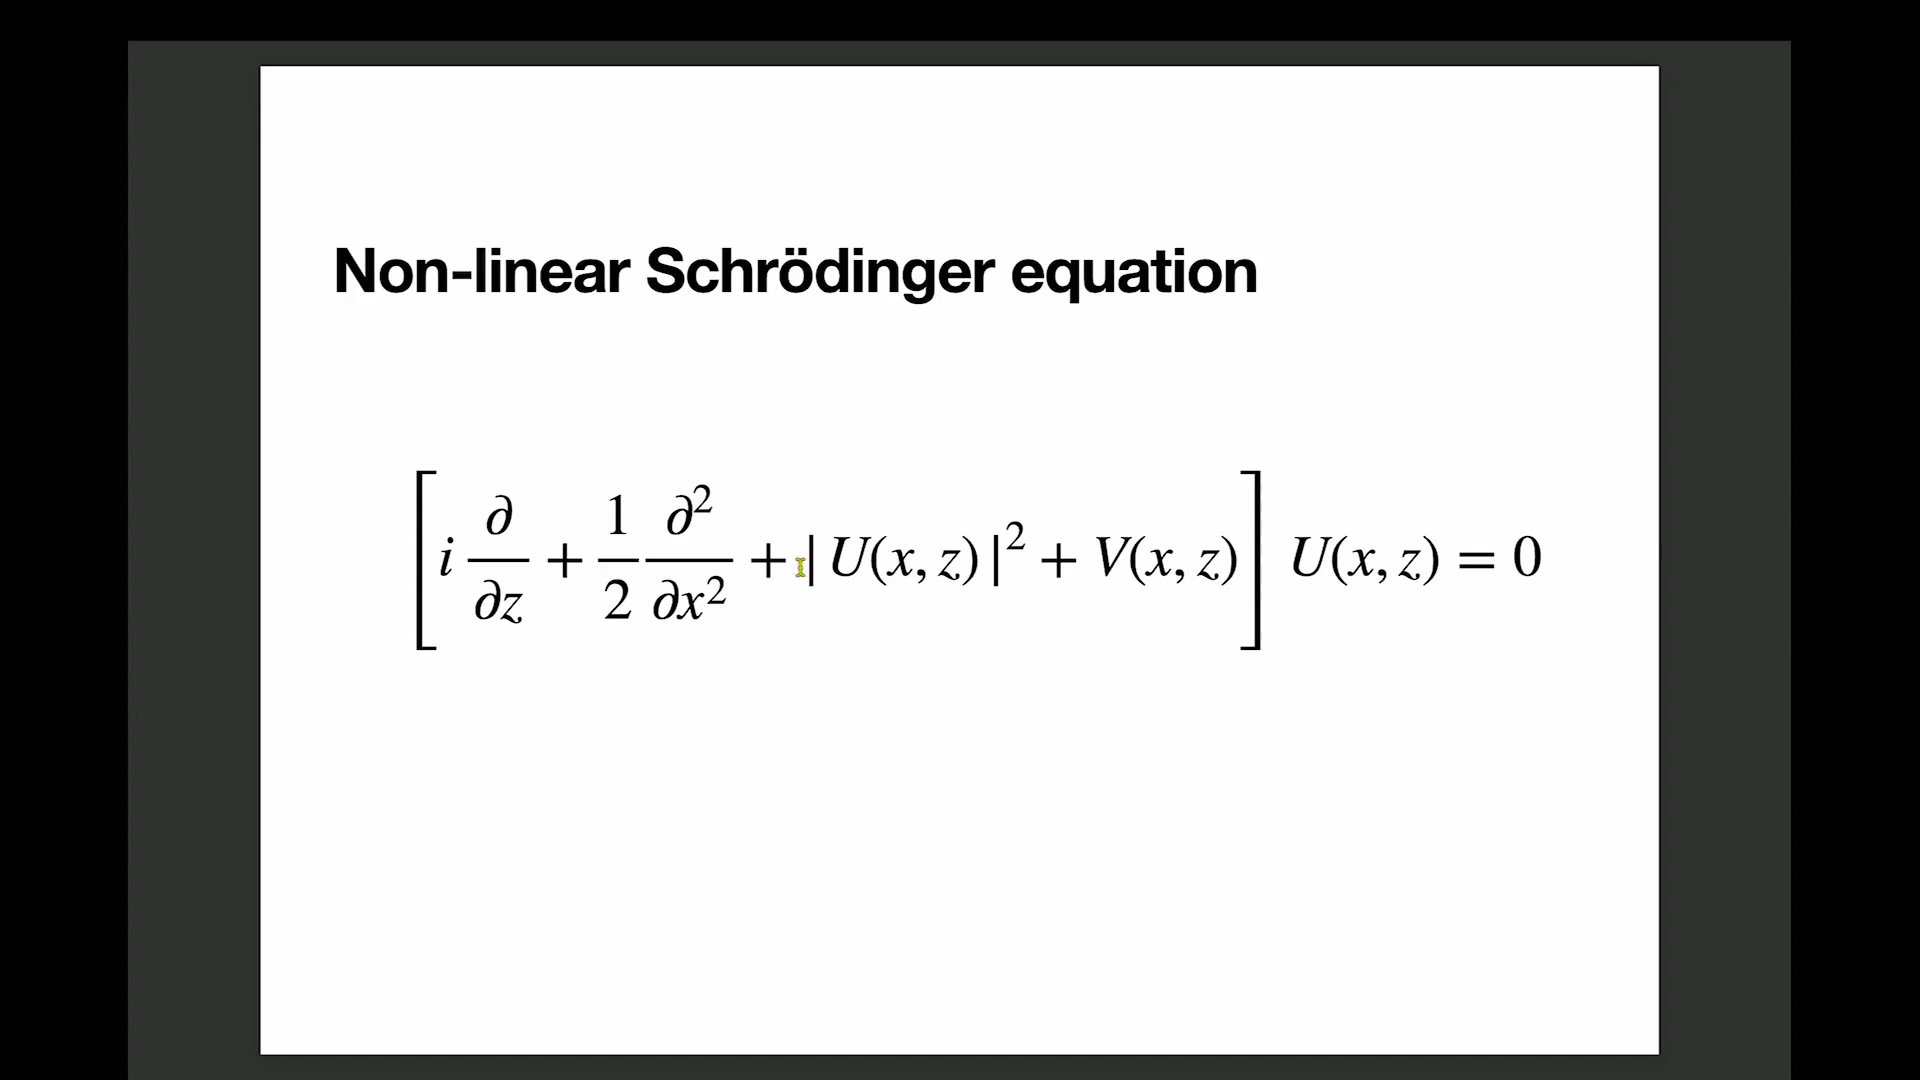 Non-linear Schrödinger equation
[i ∂/∂z + 1/2 ∂²/∂x² + | U(x, z) |² + V(x, z)] U(x, z) = 0